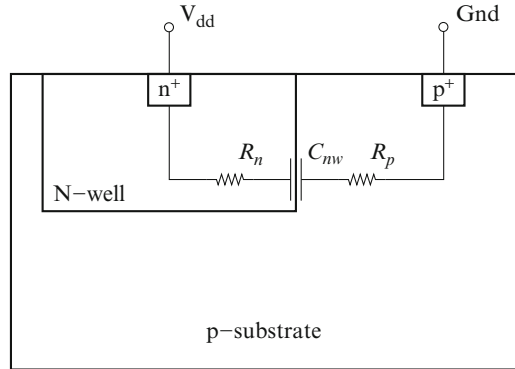 V_dd
Gnd
n^+
p^+
R_n
C_nw
R_p
N−well
p−substrate